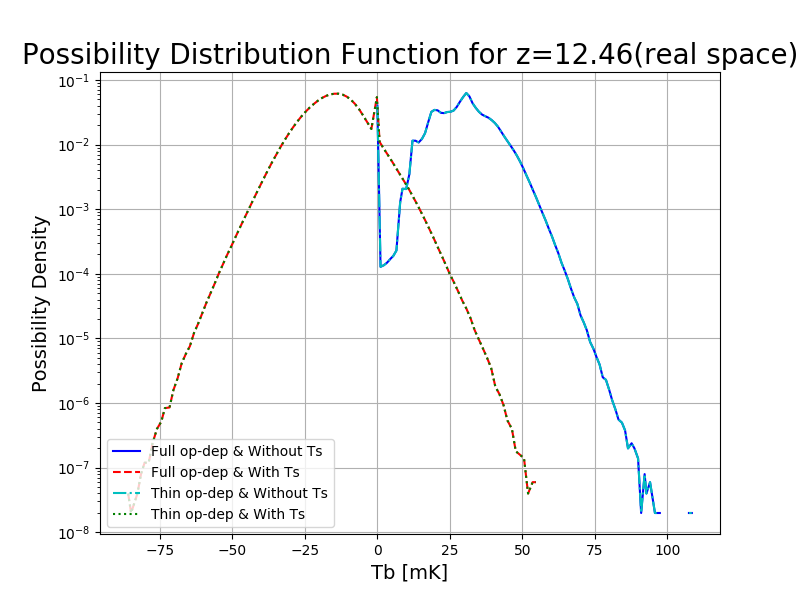 Possibility Distribution Function for z=12.46(real space)
Possibility Density
10⁻¹
10⁻²
10⁻³
10⁻⁴
10⁻⁵
10⁻⁶
10⁻⁷
10⁻⁸
Full op-dep & Without Ts
Full op-dep & With Ts
Thin op-dep & Without Ts
Thin op-dep & With Ts
−75 −50 −25 0 25 50 75 100
Tb [mK]